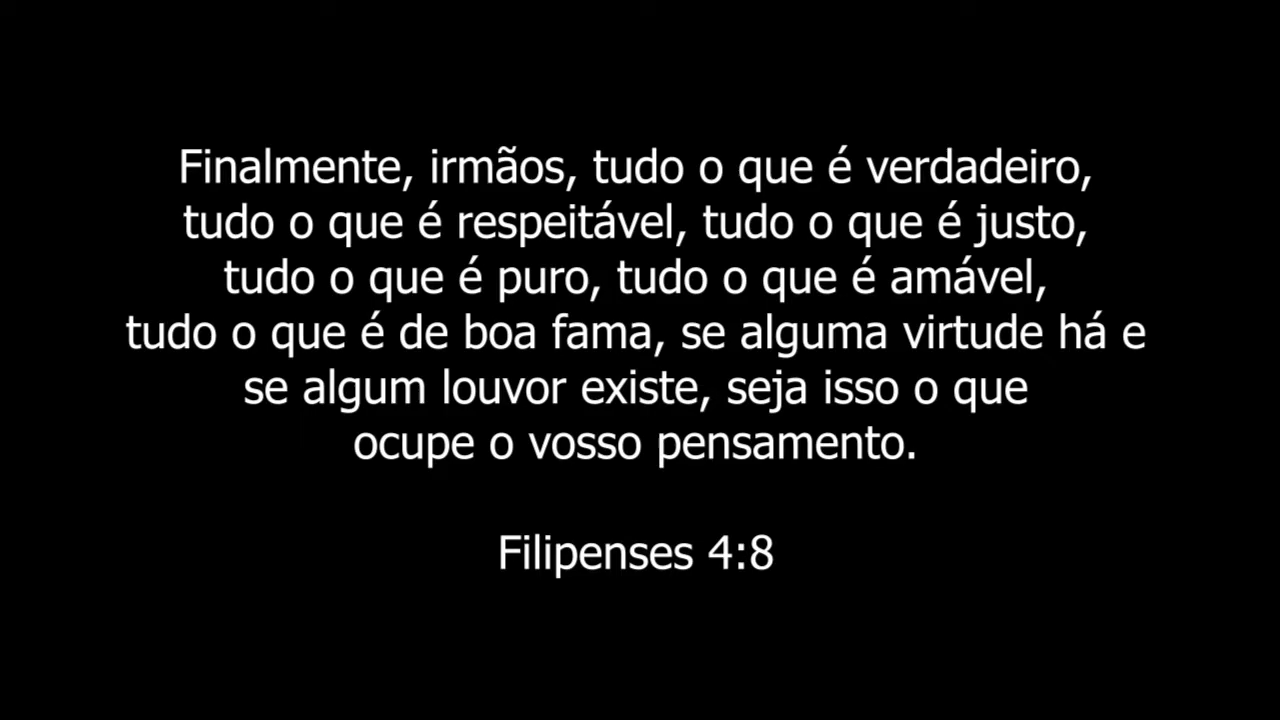 Finalmente, irmãos, tudo o que é verdadeiro,
tudo o que é respeitável, tudo o que é justo,
tudo o que é puro, tudo o que é amável,
tudo o que é de boa fama, se alguma virtude há e
se algum louvor existe, seja isso o que
ocupe o vosso pensamento.
Filipenses 4:8